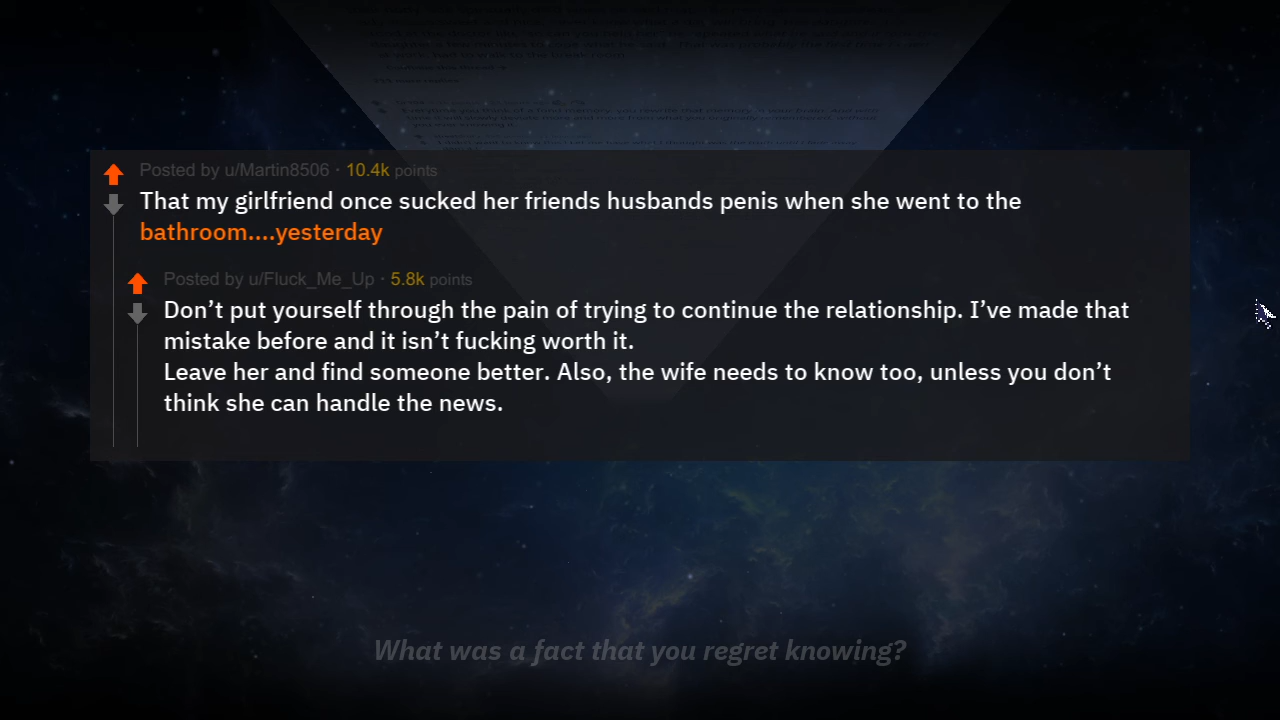 Posted by u/Martin8506 · 10.4k points
That my girlfriend once sucked her friends husbands penis when she went to the
bathroom....yesterday
Posted by u/Fluck_Me_Up · 5.8k points
Don’t put yourself through the pain of trying to continue the relationship. I’ve made that
mistake before and it isn’t fucking worth it.
Leave her and find someone better. Also, the wife needs to know too, unless you don’t
think she can handle the news.
What was a fact that you regret knowing?